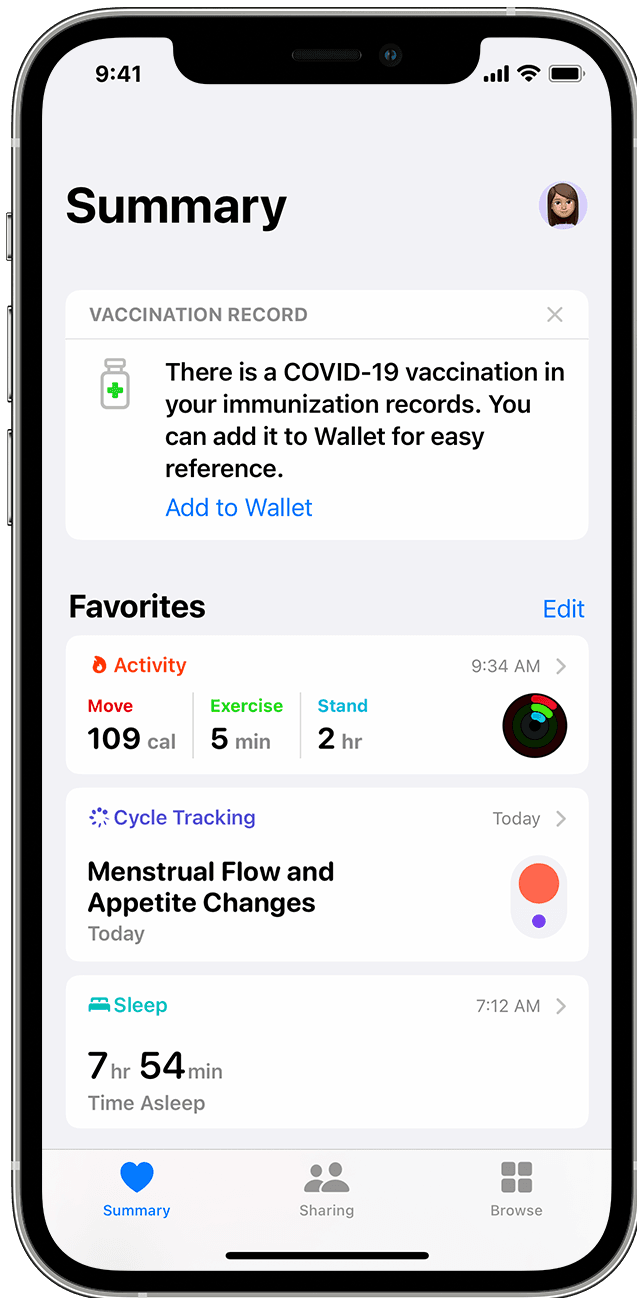 9:41
Summary
VACCINATION RECORD
There is a COVID-19 vaccination in
your immunization records. You
can add it to Wallet for easy
reference.
Add to Wallet
Favorites Edit
Activity 9:34 AM
Move Exercise Stand
109 cal 5 min 2 hr
Cycle Tracking Today
Menstrual Flow and
Appetite Changes
Today
Sleep 7:12 AM
7 hr 54 min
Time Asleep
Summary Sharing Browse